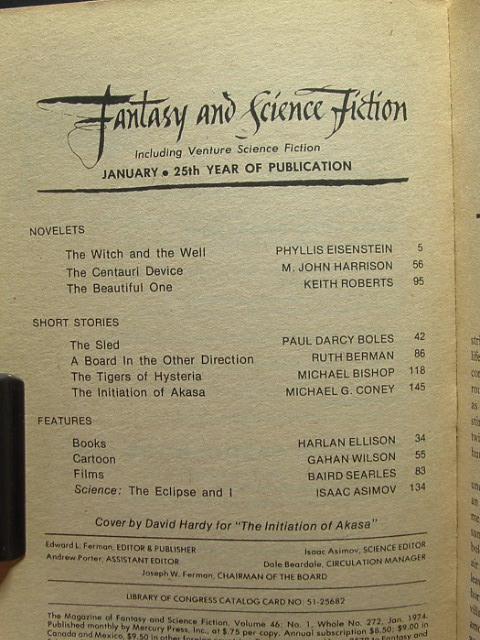 Fantasy and Science Fiction
Including Venture Science Fiction
JANUARY • 25th YEAR OF PUBLICATION
NOVELETS
The Witch and the Well PHYLLIS EISENSTEIN 5
The Centauri Device M. JOHN HARRISON 56
The Beautiful One KEITH ROBERTS 95
SHORT STORIES
The Sled PAUL DARCY BOLES 42
A Board In the Other Direction RUTH BERMAN 86
The Tigers of Hysteria MICHAEL BISHOP 118
The Initiation of Akasa MICHAEL G. CONEY 145
FEATURES
Books HARLAN ELLISON 34
Cartoon GAHAN WILSON 55
Films BAIRD SEARLES 83
Science: The Eclipse and I ISAAC ASIMOV 134
Cover by David Hardy for "The Initiation of Akasa"
Edward L. Ferman, EDITOR & PUBLISHER Isaac Asimov, SCIENCE EDITOR
Andrew Porter, ASSISTANT EDITOR Dale Beardale, CIRCULATION MANAGER
Joseph W. Ferman, CHAIRMAN OF THE BOARD
LIBRARY OF CONGRESS CATALOG CARD NO: 51-25682
The Magazine of Fantasy and Science Fiction, Volume 46; No. 1, Whole No. 272, Jan. 1974.
Published monthly by Mercury Press, Inc., at $.75 per copy. Annual subscription $8.50; $9.00 in
Canada and Mexico, $9.50 in other foreign